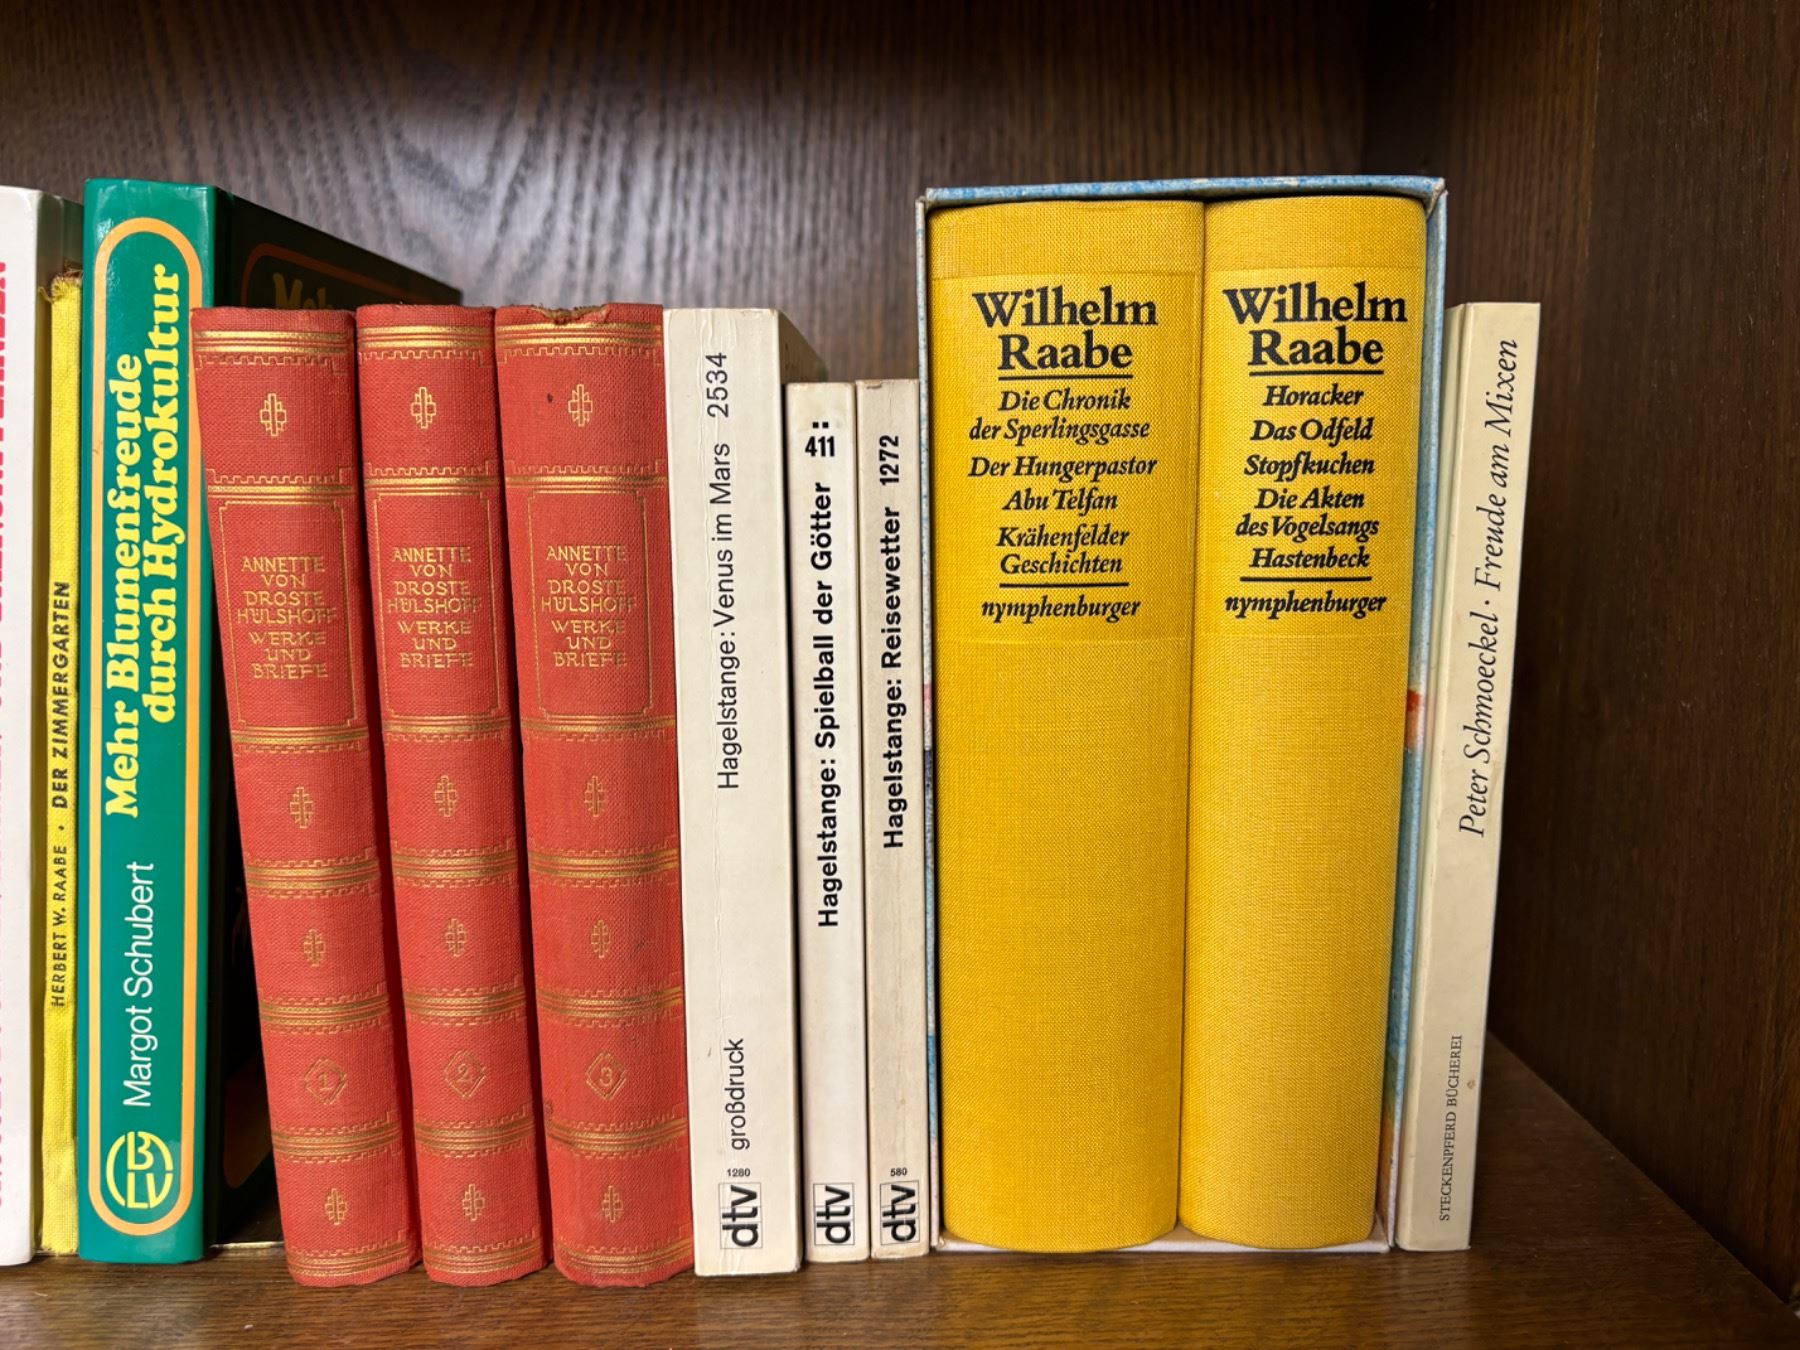 HERBERT W. RAABE · DER ZIMMERGARTEN
Margot Schubert
Mehr Blumenfreude
durch Hydrokultur
ANNETTE
VON
DROSTE
HÜLSHOFF
WERKE
UND
BRIEFE
1
ANNETTE
VON
DROSTE
HÜLSHOFF
WERKE
UND
BRIEFE
2
ANNETTE
VON
DROSTE
HÜLSHOFF
WERKE
UND
BRIEFE
3
Hagelstange: Venus im Mars 2534
großdruck
1280
dtv
Hagelstange: Spielball der Götter
411
dtv
Hagelstange: Reisewetter 1272
580
dtv
Wilhelm
Raabe
Die Chronik
der Sperlingsgasse
Der Hungerpastor
Abu Telfan
Krähenfelder
Geschichten
nymphenburger
Wilhelm
Raabe
Horacker
Das Odfeld
Stopfkuchen
Die Akten
des Vogelsangs
Hastenbeck
nymphenburger
Peter Schmoeckel · Freude am Mixen
STECKENPFERD BÜCHEREI